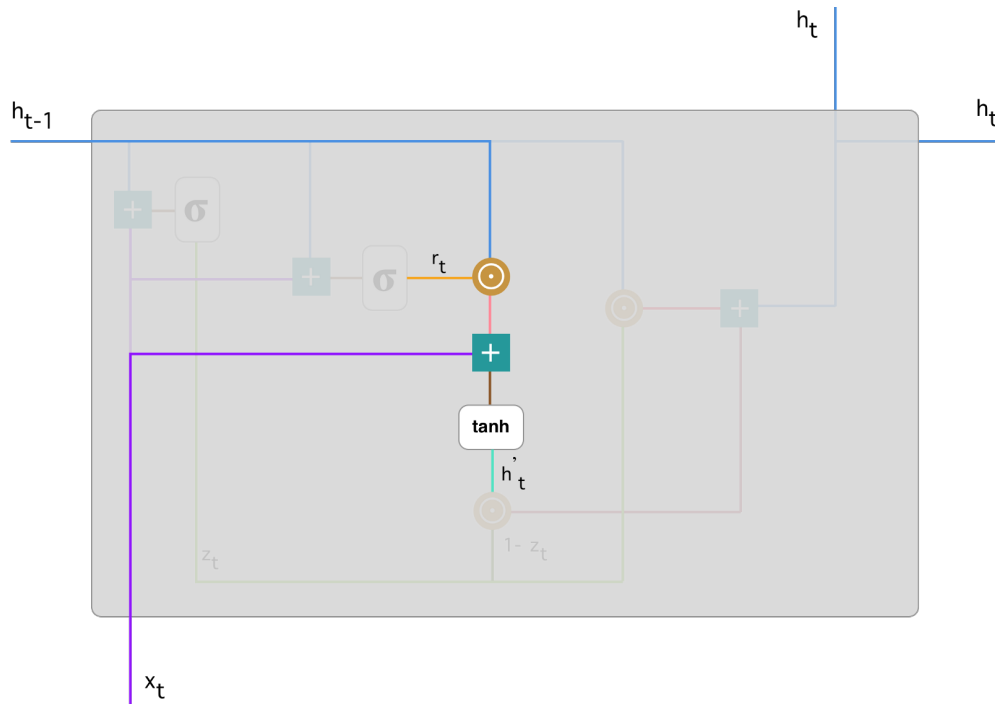 h_t
h_{t-1}
h_t
+
σ
r_t
+
σ
+
+
tanh
h'_t
z_t
1- z_t
x_t